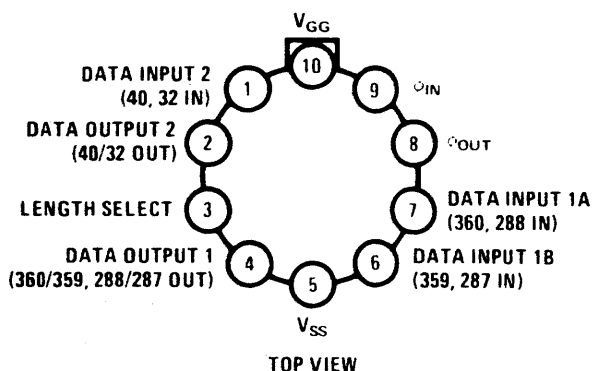 V_GG
10
DATA INPUT 2
(40, 32 IN)
1
9
φIN
DATA OUTPUT 2
(40/32 OUT)
2
8
φOUT
LENGTH SELECT
3
7
DATA INPUT 1A
(360, 288 IN)
DATA OUTPUT 1
(360/359, 288/287 OUT)
4
5
6
DATA INPUT 1B
(359, 287 IN)
V_SS
TOP VIEW